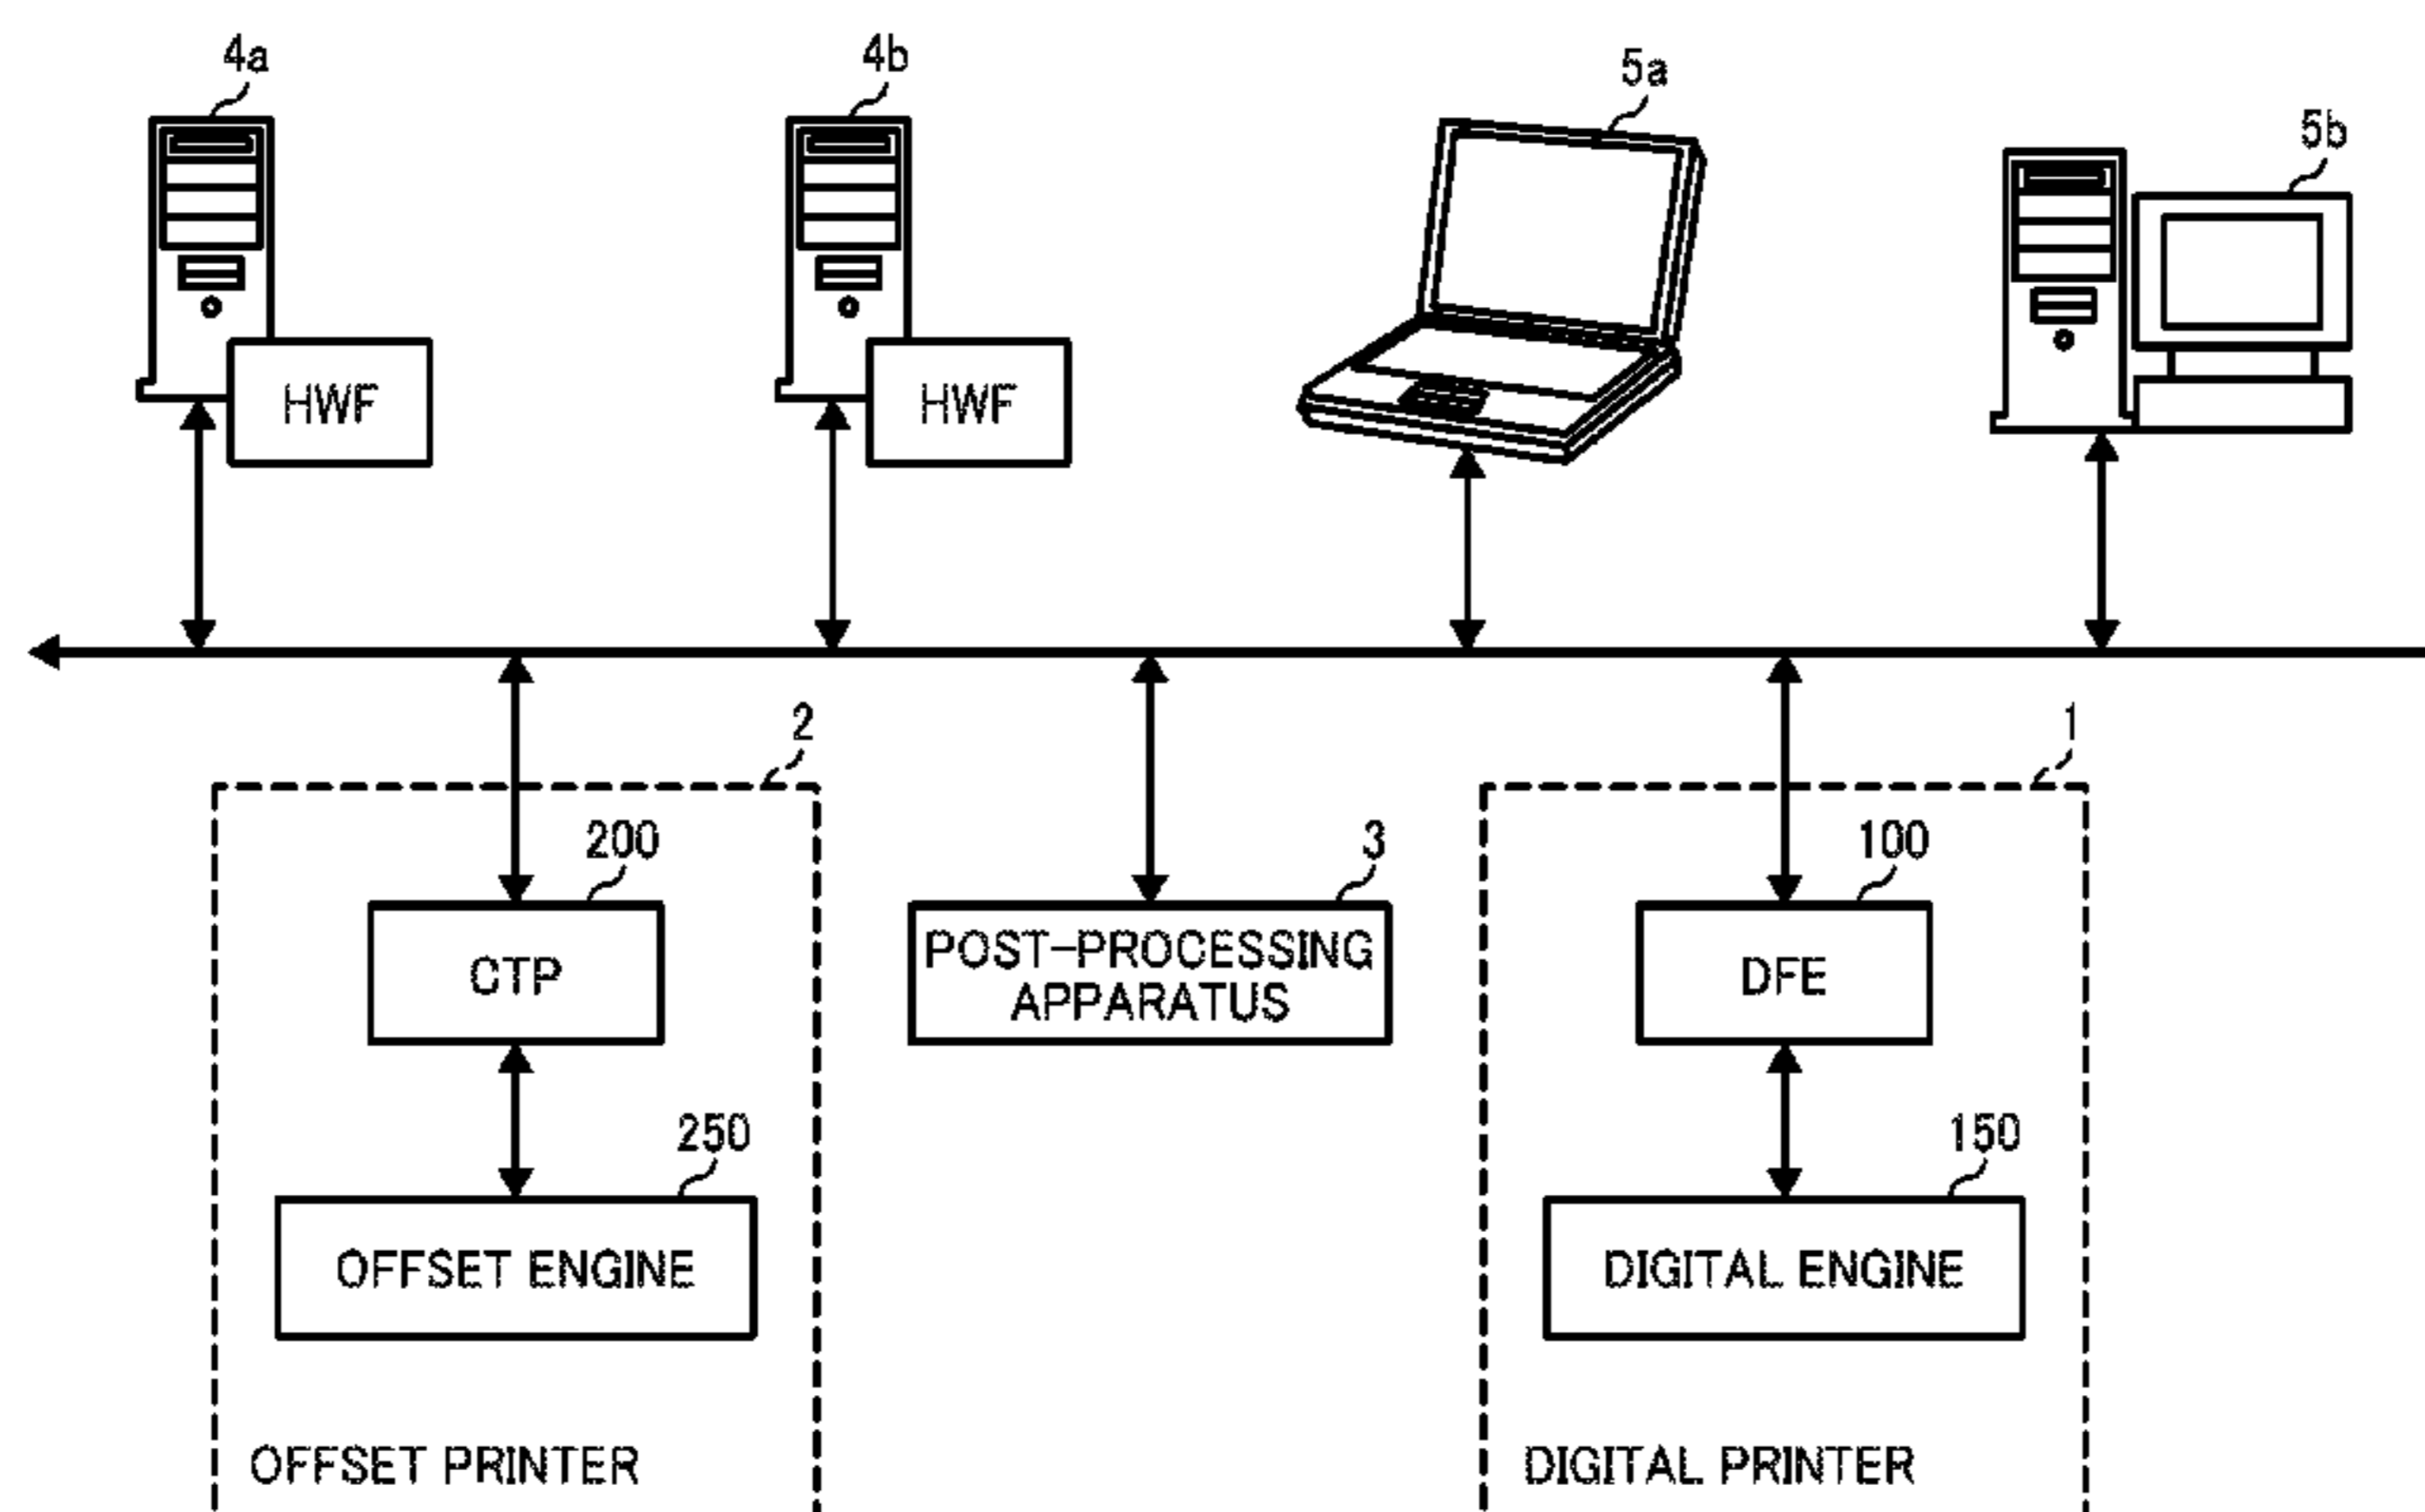 4a
4b
5a
5b
HWF
HWF
2
1
200
3
100
CTP
POST-PROCESSING
APPARATUS
DFE
250
150
OFFSET ENGINE
DIGITAL ENGINE
OFFSET PRINTER
DIGITAL PRINTER